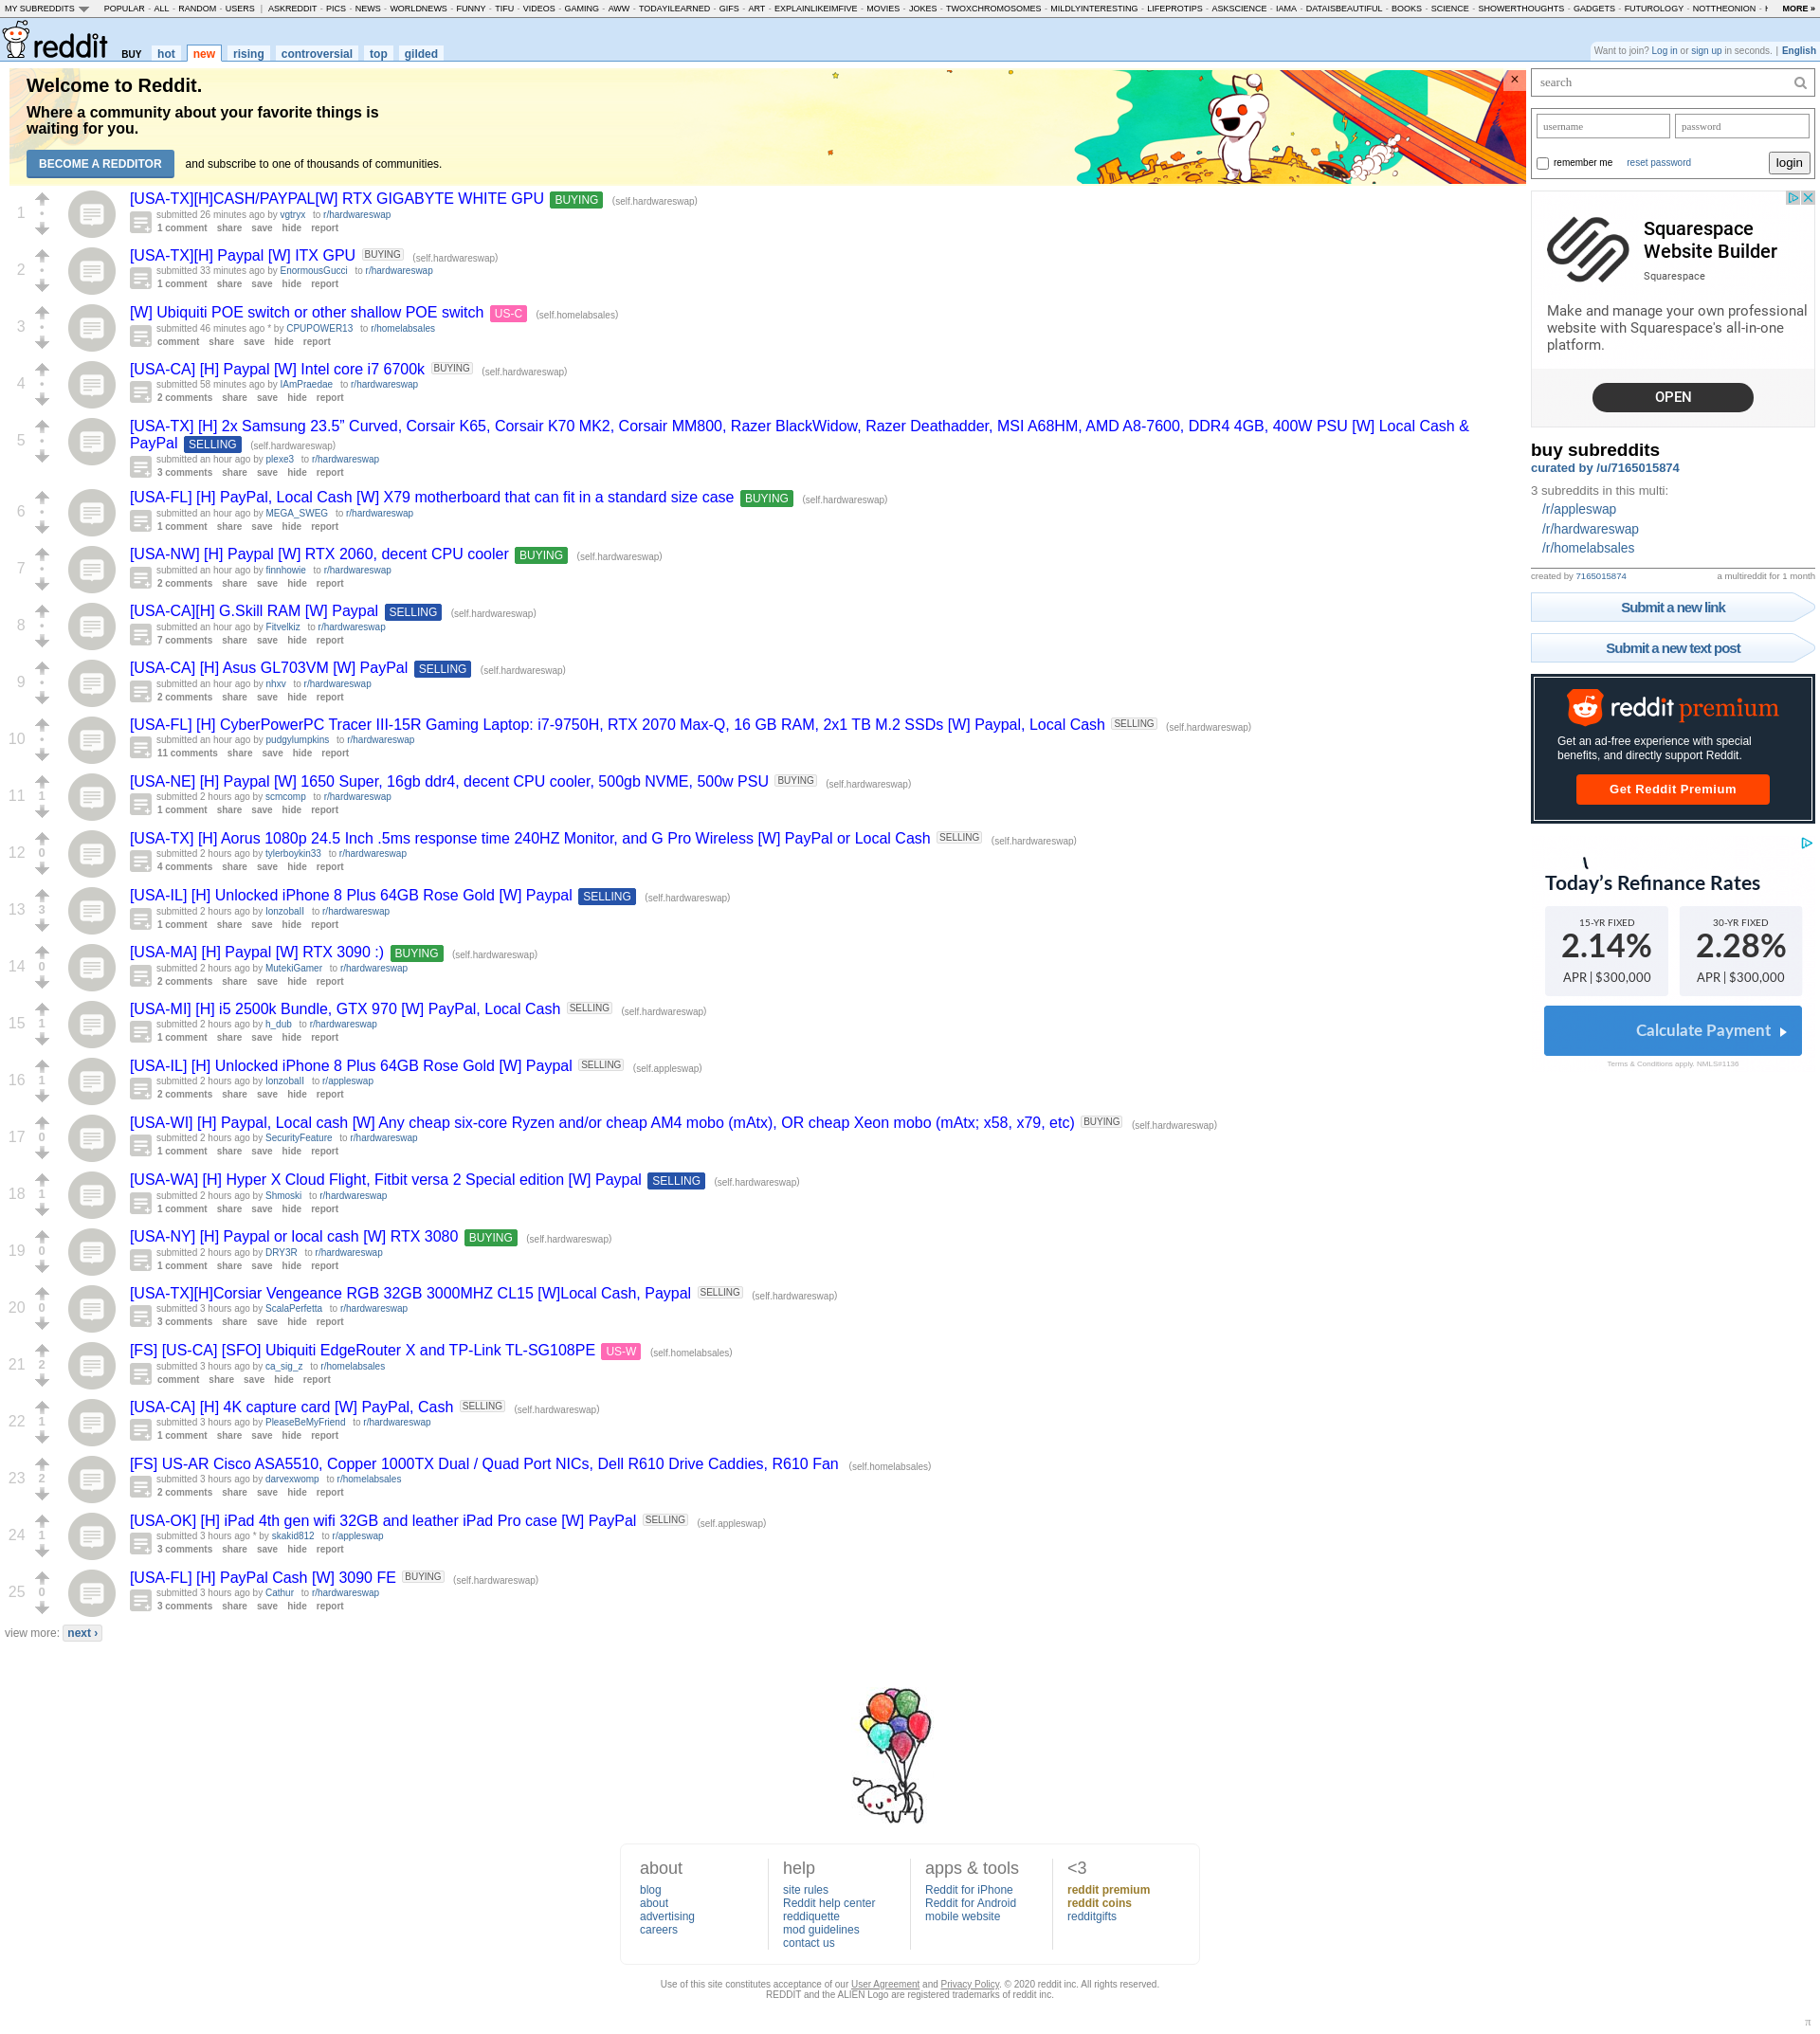 MY SUBREDDITS POPULAR - ALL - RANDOM - USERS | ASKREDDIT - PICS - NEWS - WORLDNEWS - FUNNY - TIFU - VIDEOS - GAMING - AWW - TODAYILEARNED - GIFS - ART - EXPLAINLIKEIMFIVE - MOVIES - JOKES - TWOXCHROMOSOMES - MILDLYINTERESTING - LIFEPROTIPS - ASKSCIENCE - IAMA - DATAISBEAUTIFUL - BOOKS - SCIENCE - SHOWERTHOUGHTS - GADGETS - FUTUROLOGY - NOTTHEONION - MORE »
reddit BUY hot new rising controversial top gilded
Want to join? Log in or sign up in seconds. | English
Welcome to Reddit.
Where a community about your favorite things is
waiting for you.
BECOME A REDDITOR and subscribe to one of thousands of communities.
1
[USA-TX][H]CASH/PAYPAL[W] RTX GIGABYTE WHITE GPU BUYING (self.hardwareswap)
submitted 26 minutes ago by vgtryx to r/hardwareswap
1 comment share save hide report
2
[USA-TX][H] Paypal [W] ITX GPU BUYING (self.hardwareswap)
submitted 33 minutes ago by EnormousGucci to r/hardwareswap
1 comment share save hide report
3
[W] Ubiquiti POE switch or other shallow POE switch US-C (self.homelabsales)
submitted 46 minutes ago * by CPUPOWER13 to r/homelabsales
comment share save hide report
4
[USA-CA] [H] Paypal [W] Intel core i7 6700k BUYING (self.hardwareswap)
submitted 58 minutes ago by IAmPraedae to r/hardwareswap
2 comments share save hide report
5
[USA-TX] [H] 2x Samsung 23.5” Curved, Corsair K65, Corsair K70 MK2, Corsair MM800, Razer BlackWidow, Razer Deathadder, MSI A68HM, AMD A8-7600, DDR4 4GB, 400W PSU [W] Local Cash &
PayPal SELLING (self.hardwareswap)
submitted an hour ago by plexe3 to r/hardwareswap
3 comments share save hide report
6
[USA-FL] [H] PayPal, Local Cash [W] X79 motherboard that can fit in a standard size case BUYING (self.hardwareswap)
submitted an hour ago by MEGA_SWEG to r/hardwareswap
1 comment share save hide report
7
[USA-NW] [H] Paypal [W] RTX 2060, decent CPU cooler BUYING (self.hardwareswap)
submitted an hour ago by finnhowie to r/hardwareswap
2 comments share save hide report
8
[USA-CA][H] G.Skill RAM [W] Paypal SELLING (self.hardwareswap)
submitted an hour ago by Fitvelkiz to r/hardwareswap
7 comments share save hide report
9
[USA-CA] [H] Asus GL703VM [W] PayPal SELLING (self.hardwareswap)
submitted an hour ago by nhxv to r/hardwareswap
2 comments share save hide report
10
[USA-FL] [H] CyberPowerPC Tracer III-15R Gaming Laptop: i7-9750H, RTX 2070 Max-Q, 16 GB RAM, 2x1 TB M.2 SSDs [W] Paypal, Local Cash SELLING (self.hardwareswap)
submitted an hour ago by pudgylumpkins to r/hardwareswap
11 comments share save hide report
11 1
[USA-NE] [H] Paypal [W] 1650 Super, 16gb ddr4, decent CPU cooler, 500gb NVME, 500w PSU BUYING (self.hardwareswap)
submitted 2 hours ago by scmcomp to r/hardwareswap
1 comment share save hide report
12 0
[USA-TX] [H] Aorus 1080p 24.5 Inch .5ms response time 240HZ Monitor, and G Pro Wireless [W] PayPal or Local Cash SELLING (self.hardwareswap)
submitted 2 hours ago by tylerboykin33 to r/hardwareswap
4 comments share save hide report
13 3
[USA-IL] [H] Unlocked iPhone 8 Plus 64GB Rose Gold [W] Paypal SELLING (self.hardwareswap)
submitted 2 hours ago by lonzoball to r/hardwareswap
1 comment share save hide report
14 0
[USA-MA] [H] Paypal [W] RTX 3090 :) BUYING (self.hardwareswap)
submitted 2 hours ago by MutekiGamer to r/hardwareswap
2 comments share save hide report
15 1
[USA-MI] [H] i5 2500k Bundle, GTX 970 [W] PayPal, Local Cash SELLING (self.hardwareswap)
submitted 2 hours ago by h_dub to r/hardwareswap
1 comment share save hide report
16 1
[USA-IL] [H] Unlocked iPhone 8 Plus 64GB Rose Gold [W] Paypal SELLING (self.appleswap)
submitted 2 hours ago by lonzoball to r/appleswap
2 comments share save hide report
17 0
[USA-WI] [H] Paypal, Local cash [W] Any cheap six-core Ryzen and/or cheap AM4 mobo (mAtx), OR cheap Xeon mobo (mAtx; x58, x79, etc) BUYING (self.hardwareswap)
submitted 2 hours ago by SecurityFeature to r/hardwareswap
1 comment share save hide report
18 1
[USA-WA] [H] Hyper X Cloud Flight, Fitbit versa 2 Special edition [W] Paypal SELLING (self.hardwareswap)
submitted 2 hours ago by Shmoski to r/hardwareswap
1 comment share save hide report
19 0
[USA-NY] [H] Paypal or local cash [W] RTX 3080 BUYING (self.hardwareswap)
submitted 2 hours ago by DRY3R to r/hardwareswap
1 comment share save hide report
20 0
[USA-TX][H]Corsiar Vengeance RGB 32GB 3000MHZ CL15 [W]Local Cash, Paypal SELLING (self.hardwareswap)
submitted 3 hours ago by ScalaPerfetta to r/hardwareswap
3 comments share save hide report
21 2
[FS] [US-CA] [SFO] Ubiquiti EdgeRouter X and TP-Link TL-SG108PE US-W (self.homelabsales)
submitted 3 hours ago by ca_sig_z to r/homelabsales
comment share save hide report
22 1
[USA-CA] [H] 4K capture card [W] PayPal, Cash SELLING (self.hardwareswap)
submitted 3 hours ago by PleaseBeMyFriend to r/hardwareswap
1 comment share save hide report
23 2
[FS] US-AR Cisco ASA5510, Copper 1000TX Dual / Quad Port NICs, Dell R610 Drive Caddies, R610 Fan (self.homelabsales)
submitted 3 hours ago by darvexwomp to r/homelabsales
2 comments share save hide report
24 1
[USA-OK] [H] iPad 4th gen wifi 32GB and leather iPad Pro case [W] PayPal SELLING (self.appleswap)
submitted 3 hours ago * by skakid812 to r/appleswap
3 comments share save hide report
25 0
[USA-FL] [H] PayPal Cash [W] 3090 FE BUYING (self.hardwareswap)
submitted 3 hours ago by Cathur to r/hardwareswap
3 comments share save hide report
view more: next ›
search
username password
remember me reset password login
Squarespace
Website Builder
Squarespace
Make and manage your own professional
website with Squarespace's all-in-one
platform.
OPEN
buy subreddits
curated by /u/7165015874
3 subreddits in this multi:
/r/appleswap
/r/hardwareswap
/r/homelabsales
created by 7165015874 a multireddit for 1 month
Submit a new link
Submit a new text post
reddit premium
Get an ad-free experience with special
benefits, and directly support Reddit.
Get Reddit Premium
Today’s Refinance Rates
15-YR FIXED 30-YR FIXED
2.14% 2.28%
APR | $300,000 APR | $300,000
Calculate Payment
Terms & Conditions apply. NMLS#1136
about
blog
about
advertising
careers
help
site rules
Reddit help center
reddiquette
mod guidelines
contact us
apps & tools
Reddit for iPhone
Reddit for Android
mobile website
<3
reddit premium
reddit coins
redditgifts
Use of this site constitutes acceptance of our User Agreement and Privacy Policy. © 2020 reddit inc. All rights reserved.
REDDIT and the ALIEN Logo are registered trademarks of reddit inc.
π